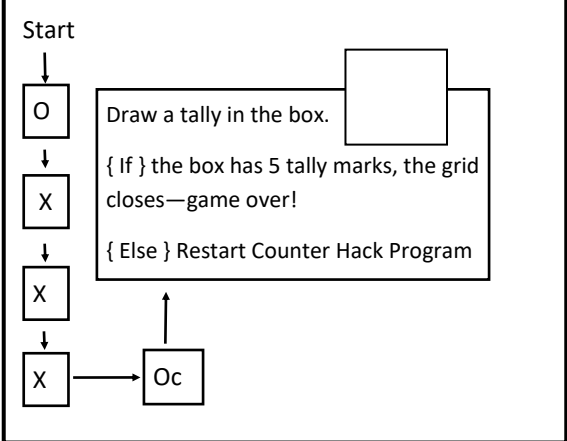 Start
O
Draw a tally in the box.
{ If } the box has 5 tally marks, the grid
closes—game over!
{ Else } Restart Counter Hack Program
X
X
X
Oc